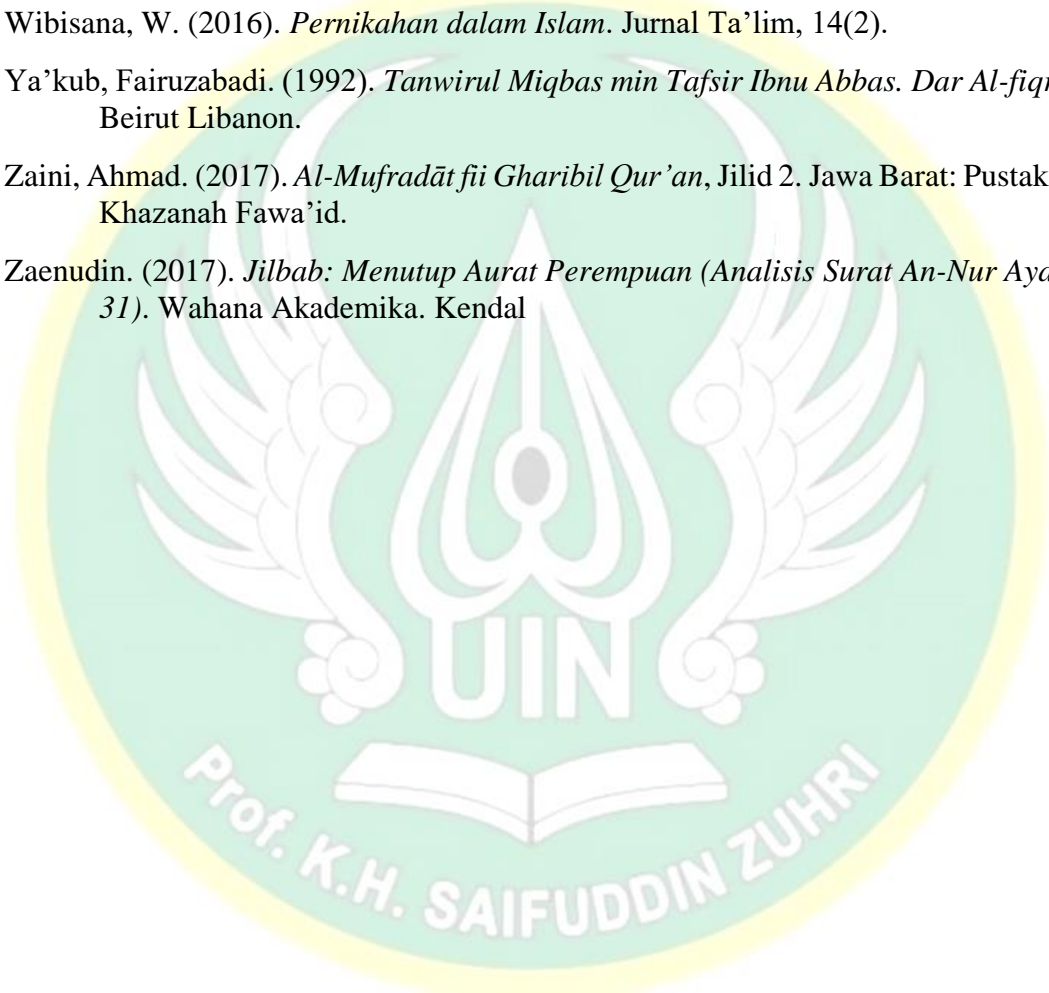 Wibisana, W. (2016). Pernikahan dalam Islam. Jurnal Ta’lim, 14(2).
Ya’kub, Fairuzabadi. (1992). Tanwirul Miqbas min Tafsir Ibnu Abbas. Dar Al-fiqr
Beirut Libanon.
Zaini, Ahmad. (2017). Al-Mufradāt fii Gharibil Qur’an, Jilid 2. Jawa Barat: Pustak
Khazanah Fawa’id.
Zaenudin. (2017). Jilbab: Menutup Aurat Perempuan (Analisis Surat An-Nur Aya
31). Wahana Akademika. Kendal
UIN
Prof. K.H. SAIFUDDIN ZUHRI